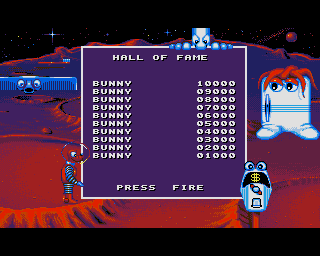 HALL OF FAME
BUNNY 10000
BUNNY 09000
BUNNY 08000
BUNNY 07000
BUNNY 06000
BUNNY 05000
BUNNY 04000
BUNNY 03000
BUNNY 02000
BUNNY 01000
PRESS FIRE
$